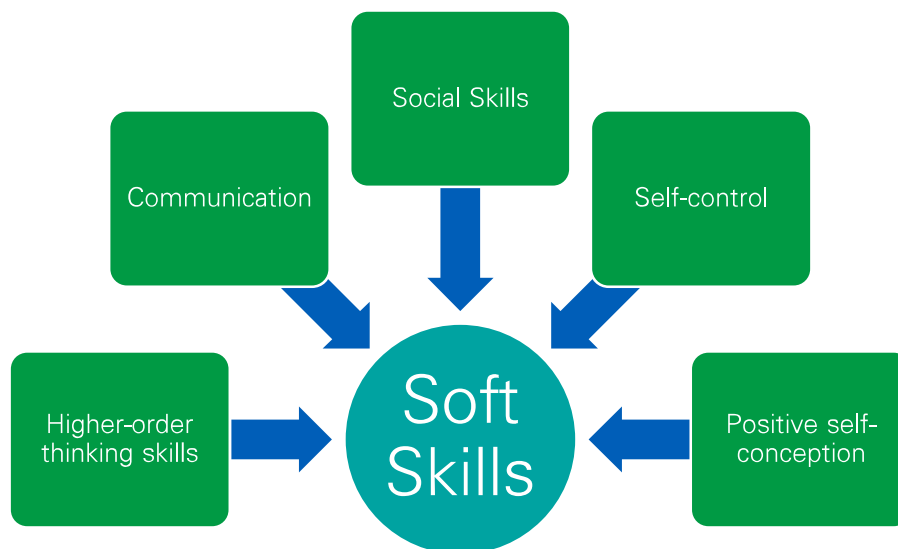 Social Skills
Communication
Self-control
Higher-order
thinking skills
Soft
Skills
Positive self-
conception